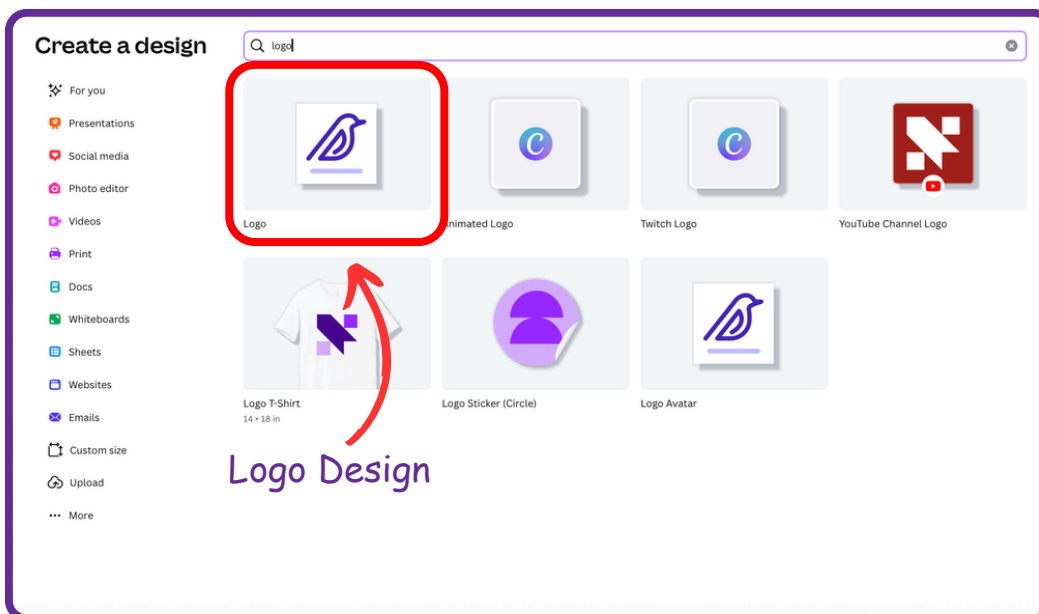 Create a design
logo
For you
Presentations
Social media
Photo editor
Videos
Print
Docs
Whiteboards
Sheets
Websites
Emails
Custom size
Upload
More
Logo
Animated Logo
Twitch Logo
YouTube Channel Logo
Logo T-Shirt
14 × 18 in
Logo Sticker (Circle)
Logo Avatar
Logo Design